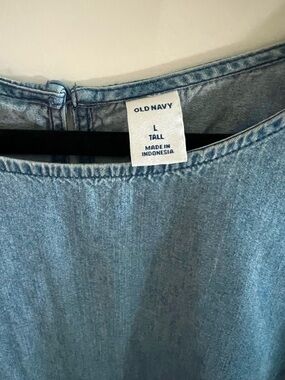 OLD NAVY
L
TALL
MADE IN
INDONESIA